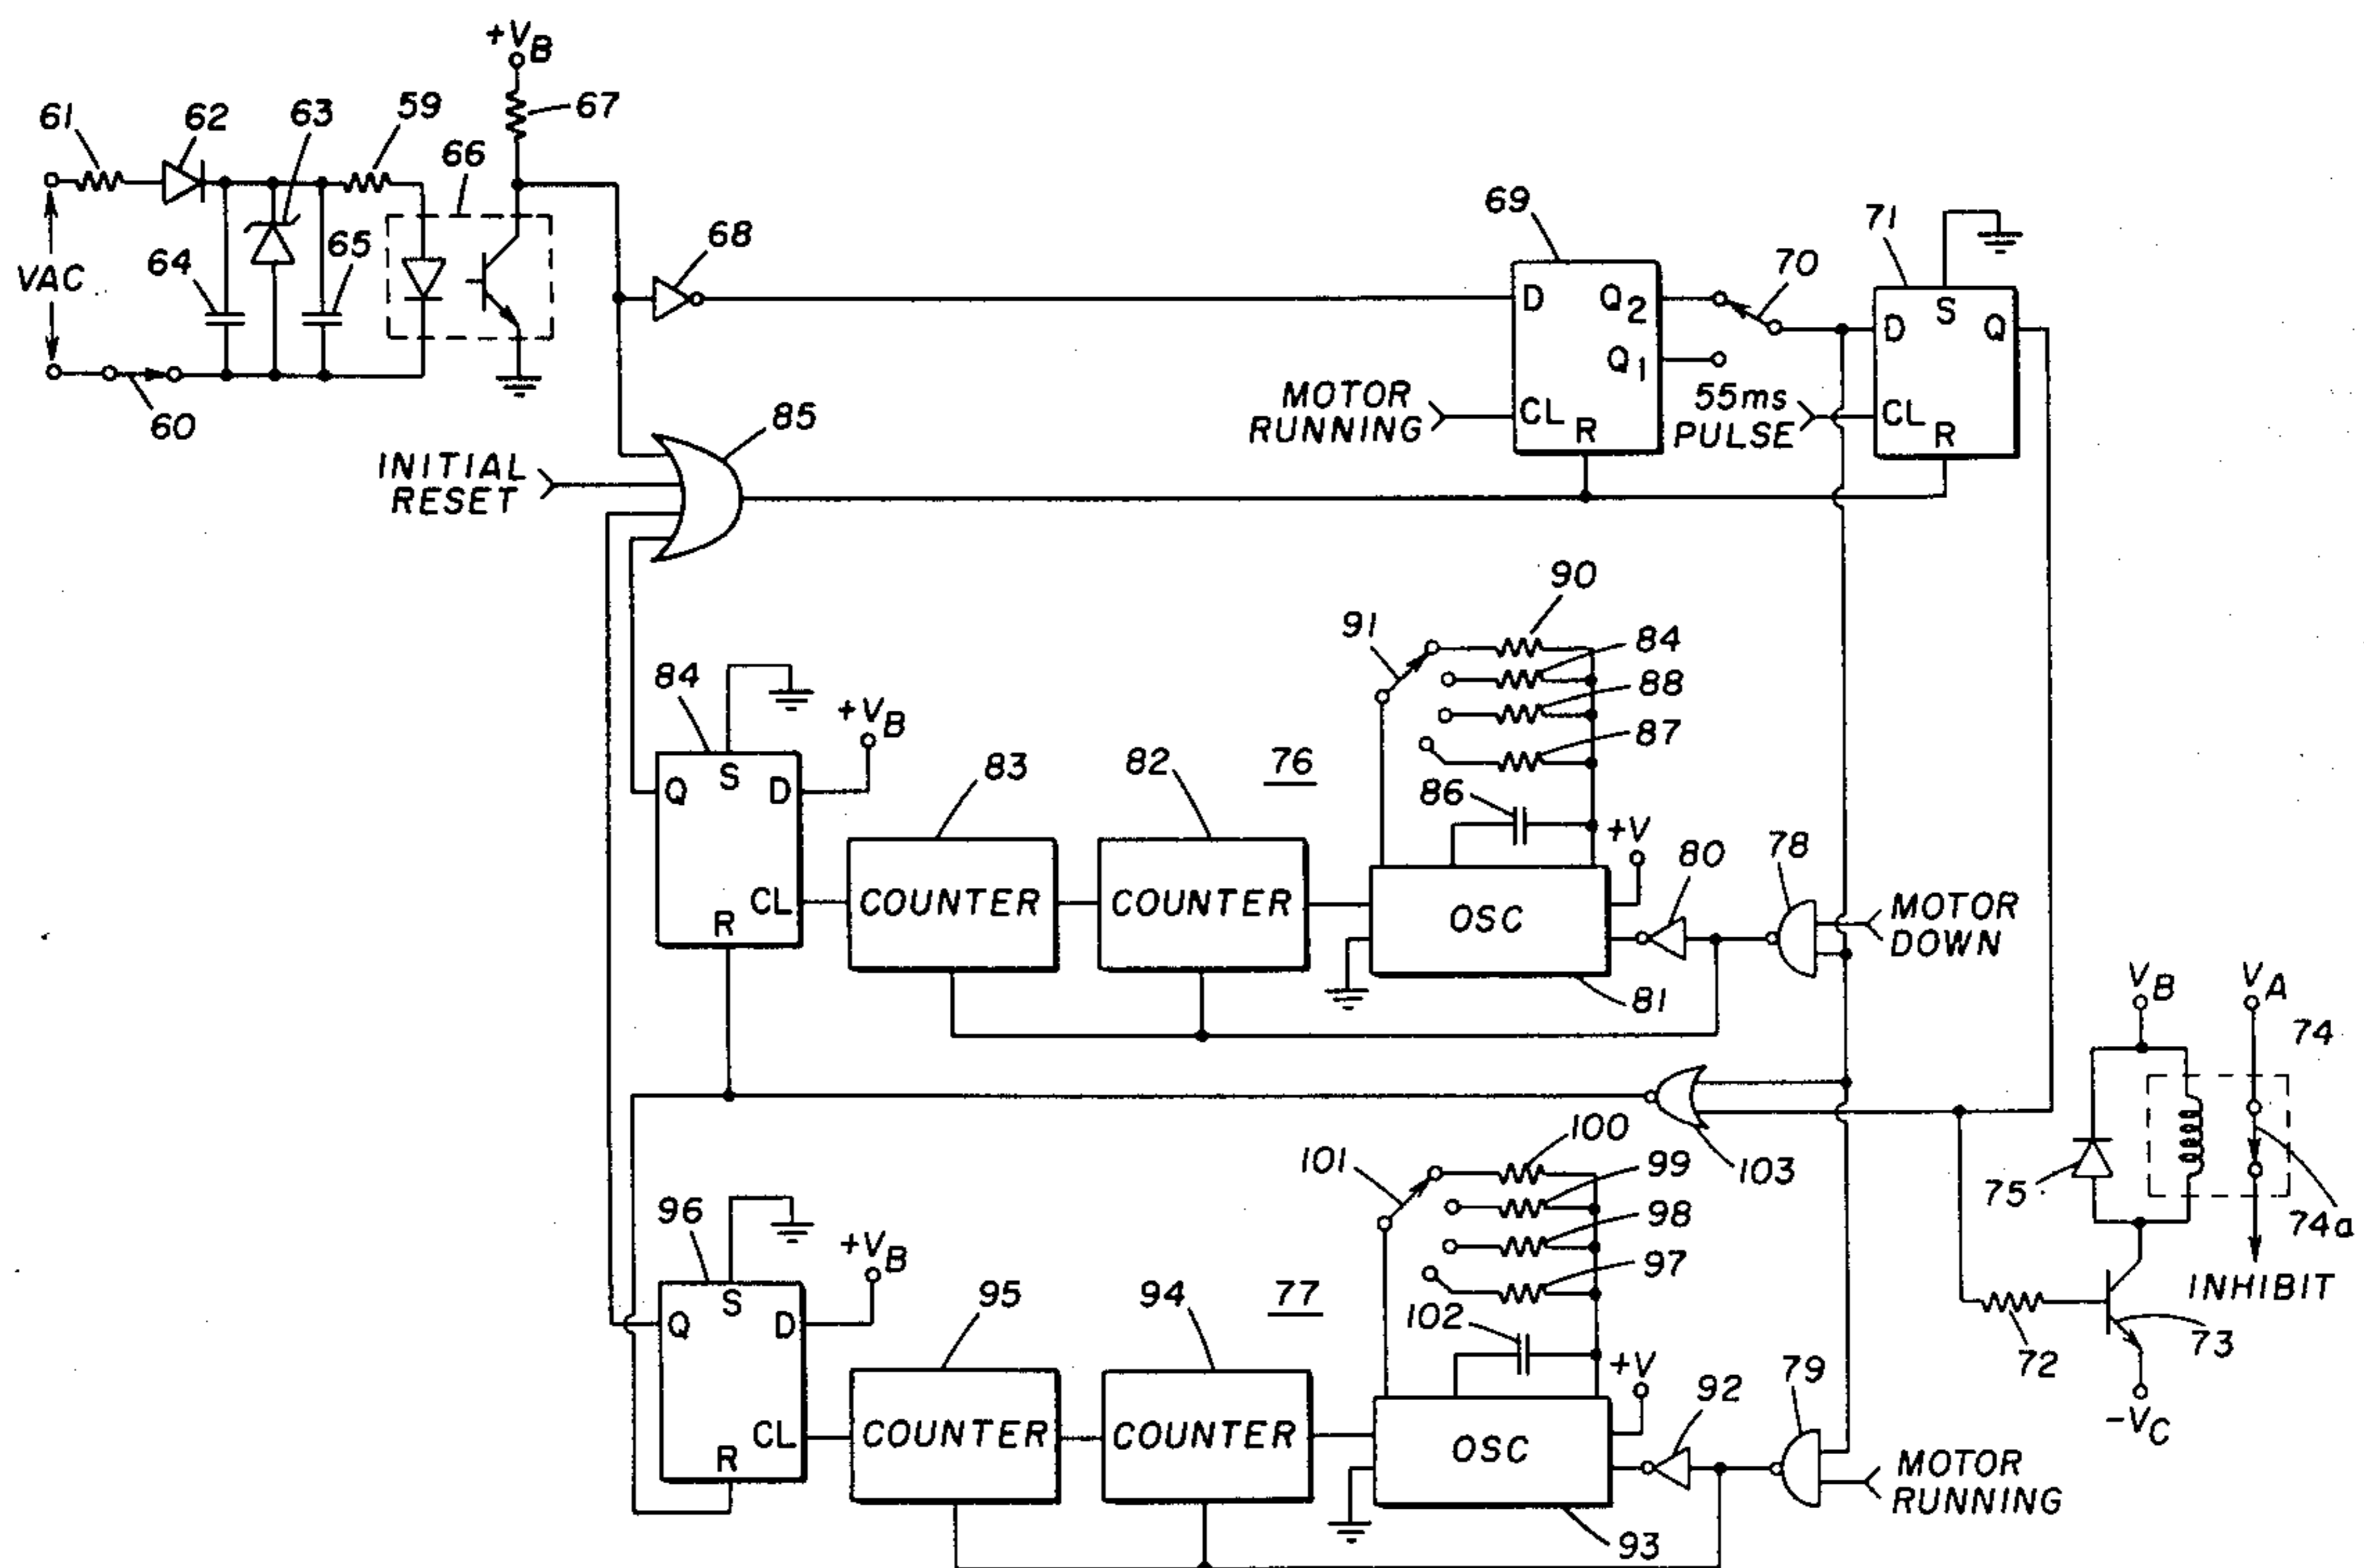 +VB
67
61
62
63
59
66
68
69
70
71
VAC
64
65
60
D
Q2
Q1
CL
R
S
D
Q
CL
R
MOTOR
RUNNING
55ms
PULSE
85
INITIAL
RESET
90
91
84
88
87
86
84
S
+VB
Q
D
CL
R
83
82
76
COUNTER
COUNTER
OSC
+V
80
78
MOTOR
DOWN
81
VB
VA
74
75
74a
INHIBIT
73
72
-VC
103
101
100
99
98
97
102
96
S
+VB
Q
D
CL
R
95
94
77
COUNTER
COUNTER
OSC
+V
92
79
MOTOR
RUNNING
93